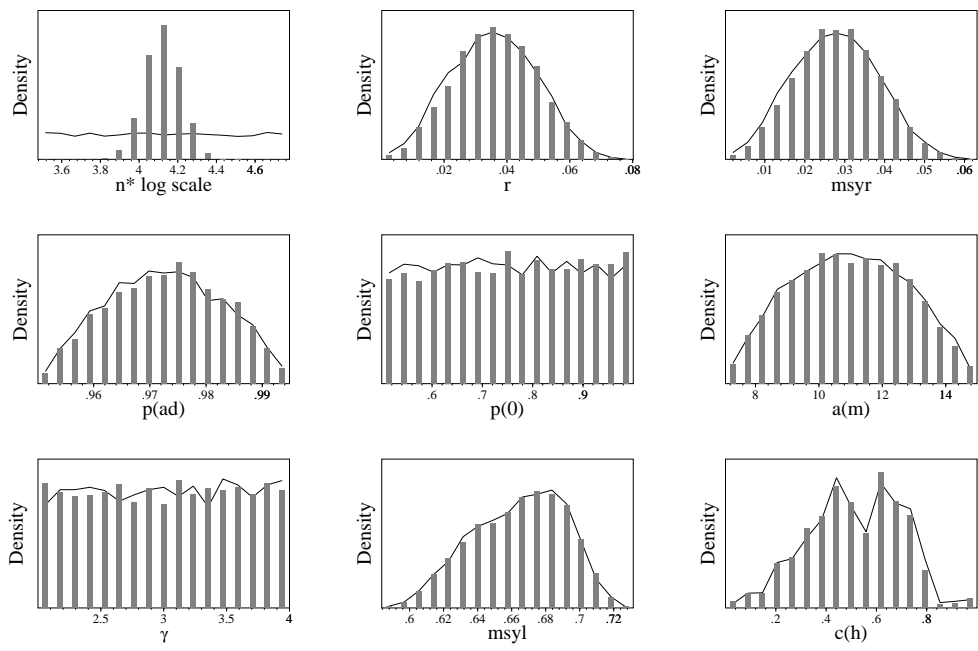 Density
3.6 3.8 4 4.2 4.4 4.6
n* log scale
Density
.02 .04 .06 .08
r
Density
.01 .02 .03 .04 .05 .06
msyr
Density
.96 .97 .98 .99
p(ad)
Density
.6 .7 .8 .9
p(0)
Density
8 10 12 14
a(m)
Density
2.5 3 3.5 4
γ
Density
.6 .62 .64 .66 .68 .7 .72
msyl
Density
.2 .4 .6 .8
c(h)